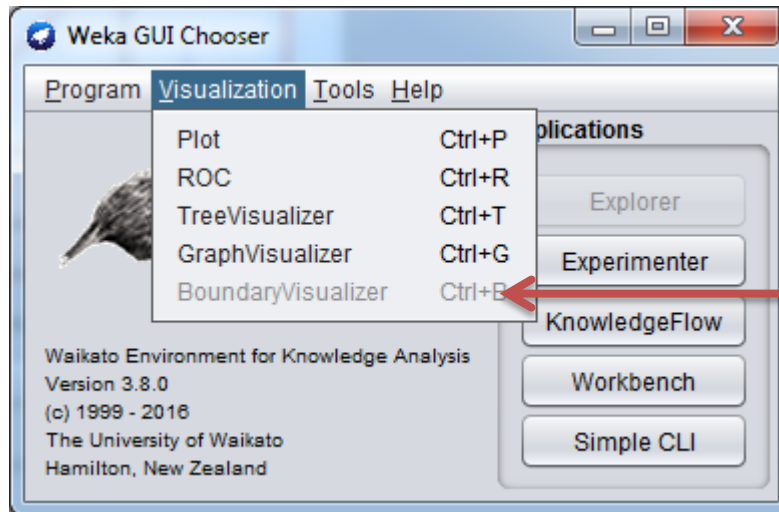 Weka GUI Chooser
Program Visualization Tools Help
Plot Ctrl+P
ROC Ctrl+R
TreeVisualizer Ctrl+T
GraphVisualizer Ctrl+G
BoundaryVisualizer Ctrl+B
plications
Explorer
Experimenter
KnowledgeFlow
Workbench
Simple CLI
Waikato Environment for Knowledge Analysis
Version 3.8.0
(c) 1999 - 2016
The University of Waikato
Hamilton, New Zealand